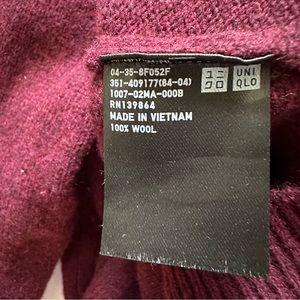 04-35-8F052F
351-409177(84-04)
1007-02MA-000B
RN139864
MADE IN VIETNAM
100% WOOL
ユニ
クロ
UNI
QLO